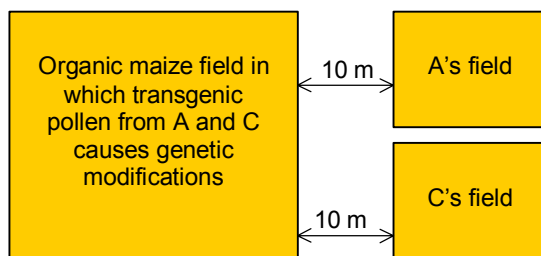 Organic maize field in
which transgenic
pollen from A and C
causes genetic
modifications
10 m
A’s field
10 m
C’s field